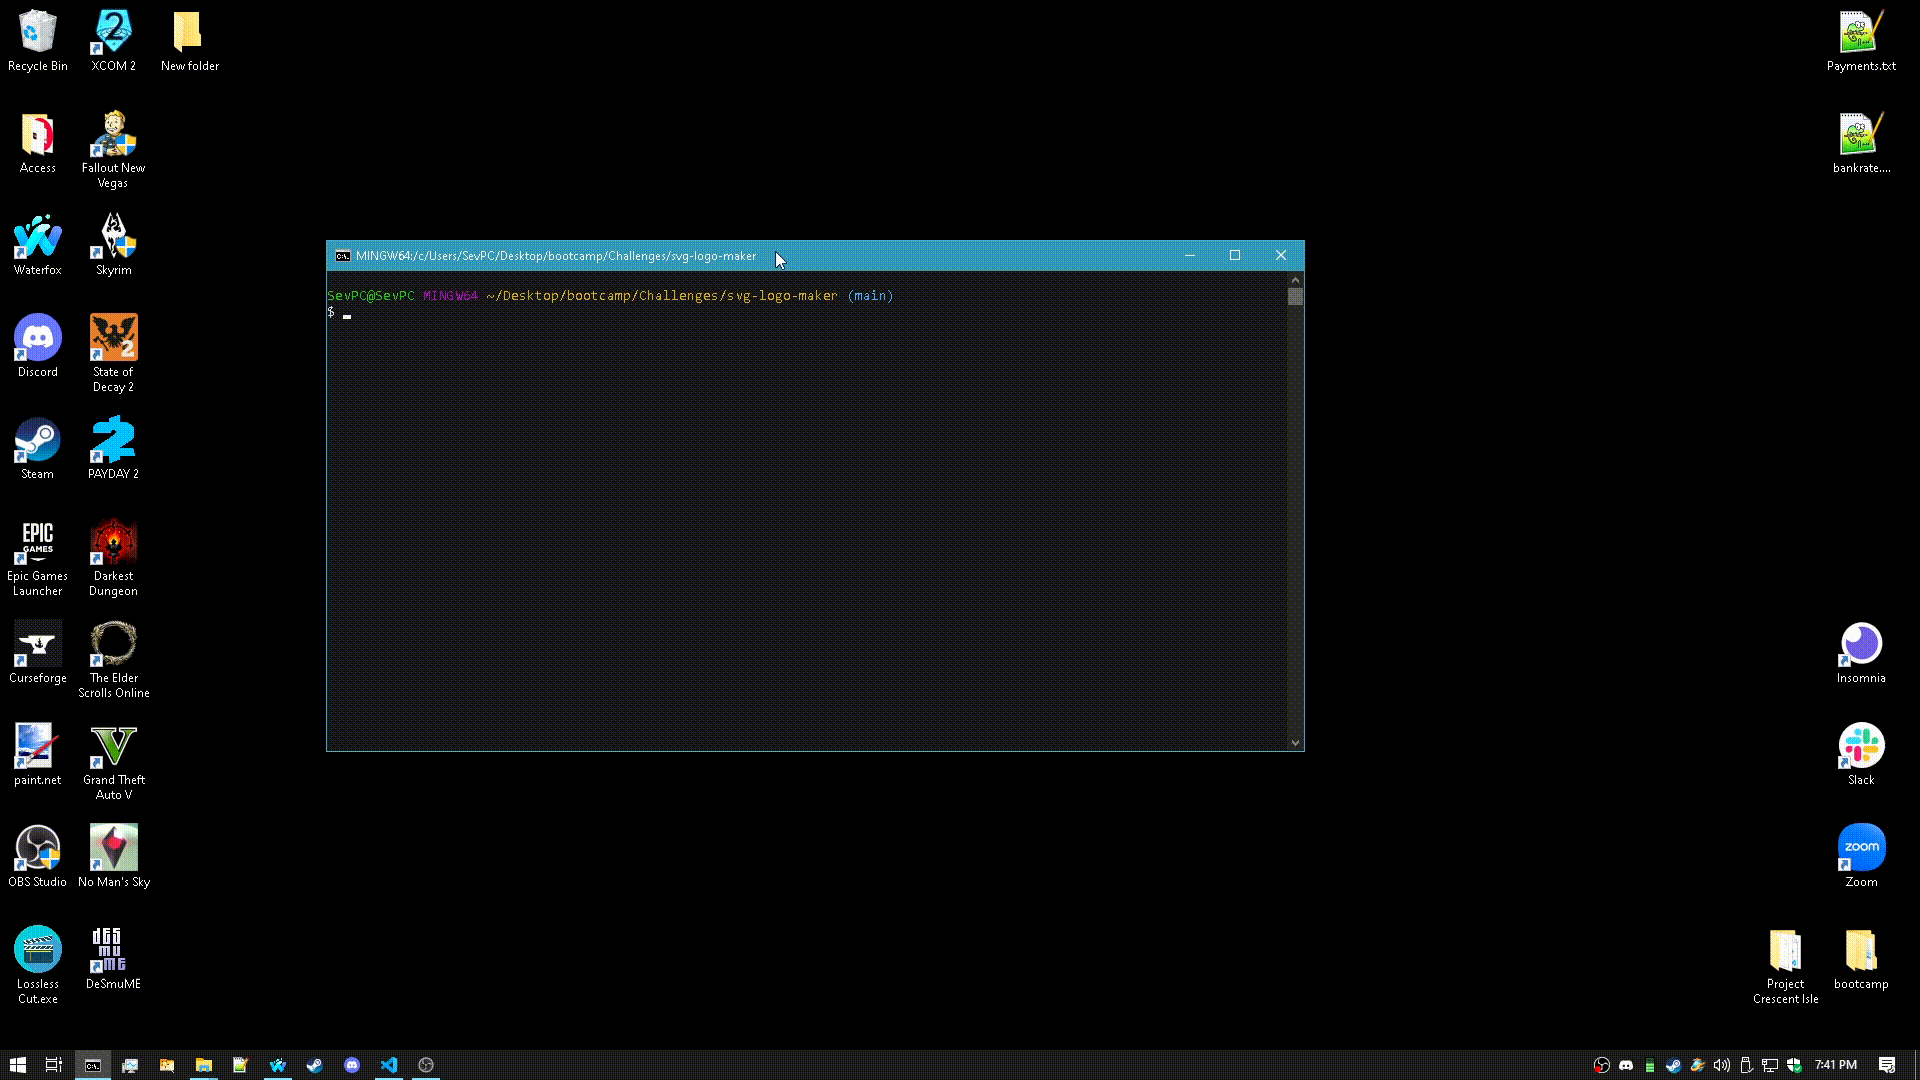 Recycle Bin
XCOM 2
New folder
Payments.txt
Access
Fallout New
Vegas
bankrate....
Waterfox
Skyrim
MINGW64:/c/Users/SevPC/Desktop/bootcamp/Challenges/svg-logo-maker
SevPC@SevPC MINGW64 ~/Desktop/bootcamp/Challenges/svg-logo-maker (main)
$
Discord
State of
Decay 2
2
Steam
PAYDAY 2
EPIC
GAMES
Epic Games
Launcher
Darkest
Dungeon
Curseforge
The Elder
Scrolls Online
Insomnia
paint.net
Grand Theft
Auto V
Slack
OBS Studio
No Man's Sky
zoom
Zoom
Lossless
Cut.exe
DeSmuME
Project
Crescent Isle
bootcamp
7:41 PM